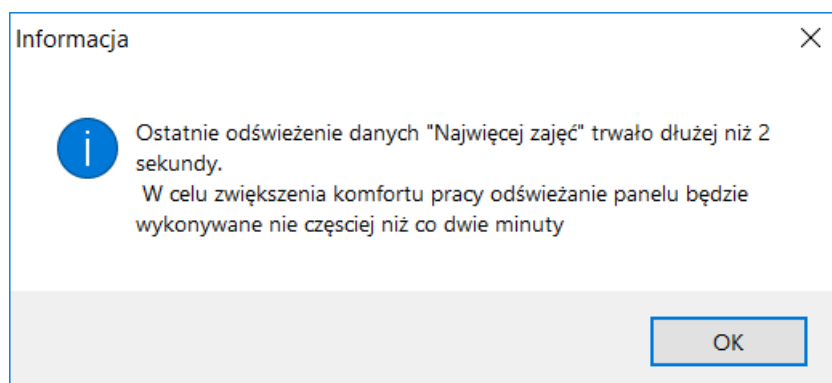 Informacja
Ostatnie odświeżenie danych "Najwięcej zajęć" trwało dłużej niż 2
sekundy.
W celu zwiększenia komfortu pracy odświeżanie panelu będzie
wykonywane nie częsciej niż co dwie minuty
OK